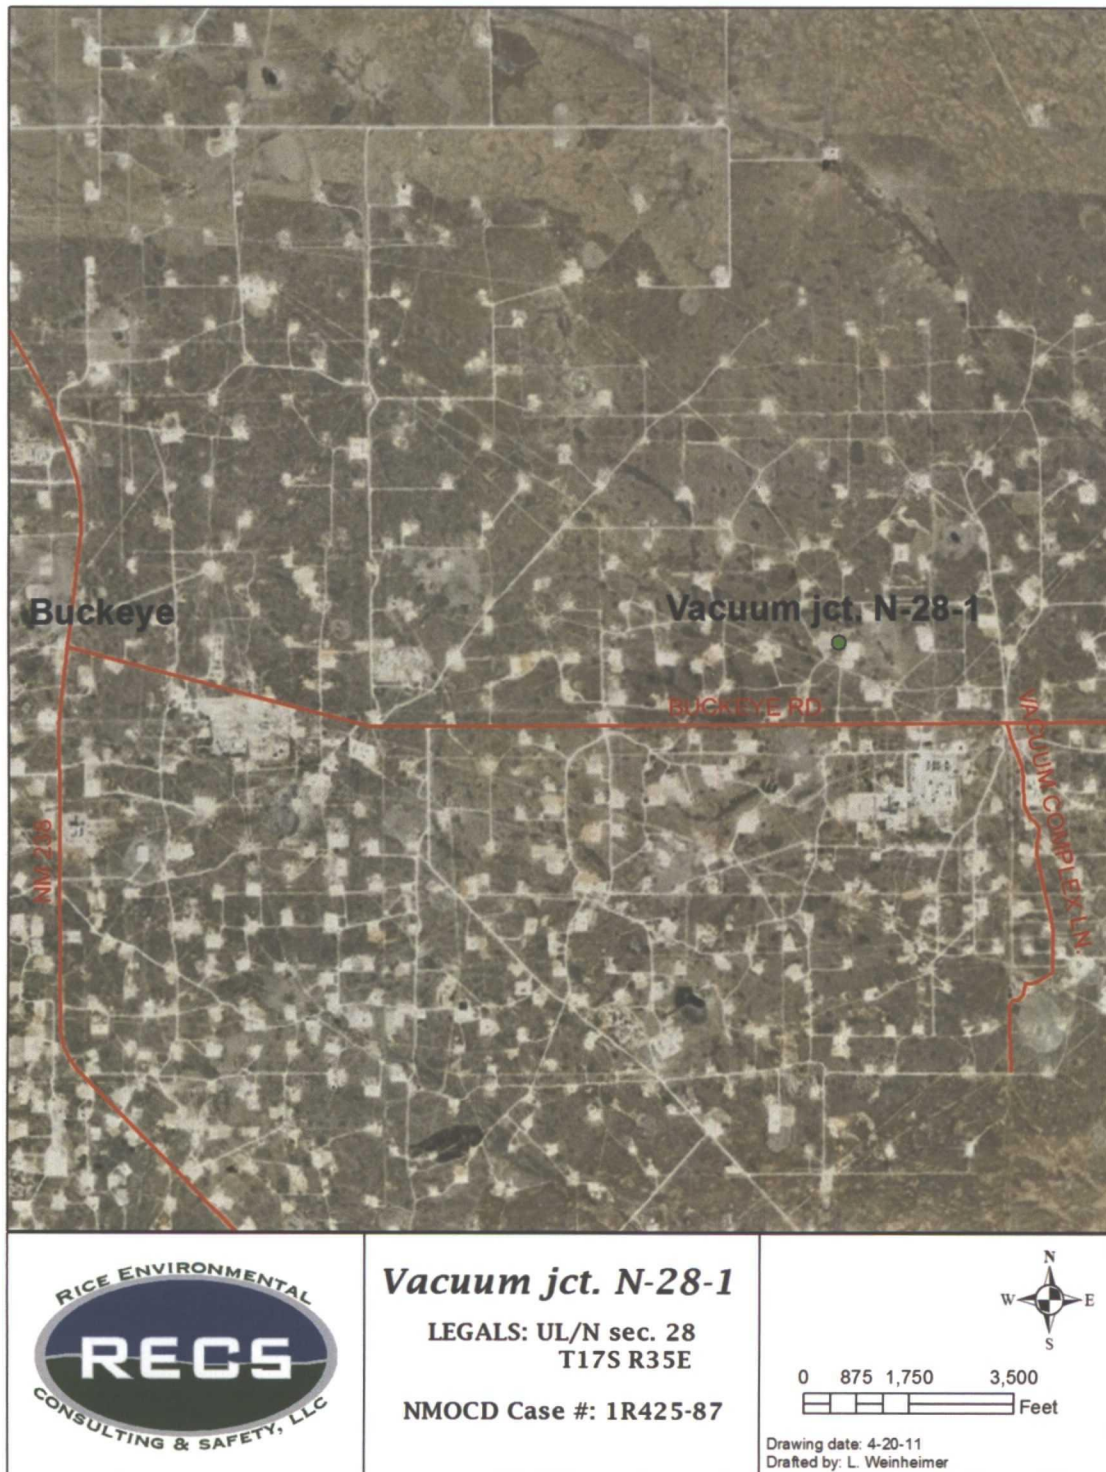 Buckeye
Vacuum jct. N-28-1
BUCKEYE RD
VACUUM COMPLEX LN.
NM 238
RICE ENVIRONMENTAL
RECS
CONSULTING & SAFETY, LLC
Vacuum jct. N-28-1
LEGALS: UL/N sec. 28
T17S R35E
NMOCD Case #: 1R425-87
N
W
E
S
0 875 1,750 3,500
Feet
Drawing date: 4-20-11
Drafted by: L. Weinheimer